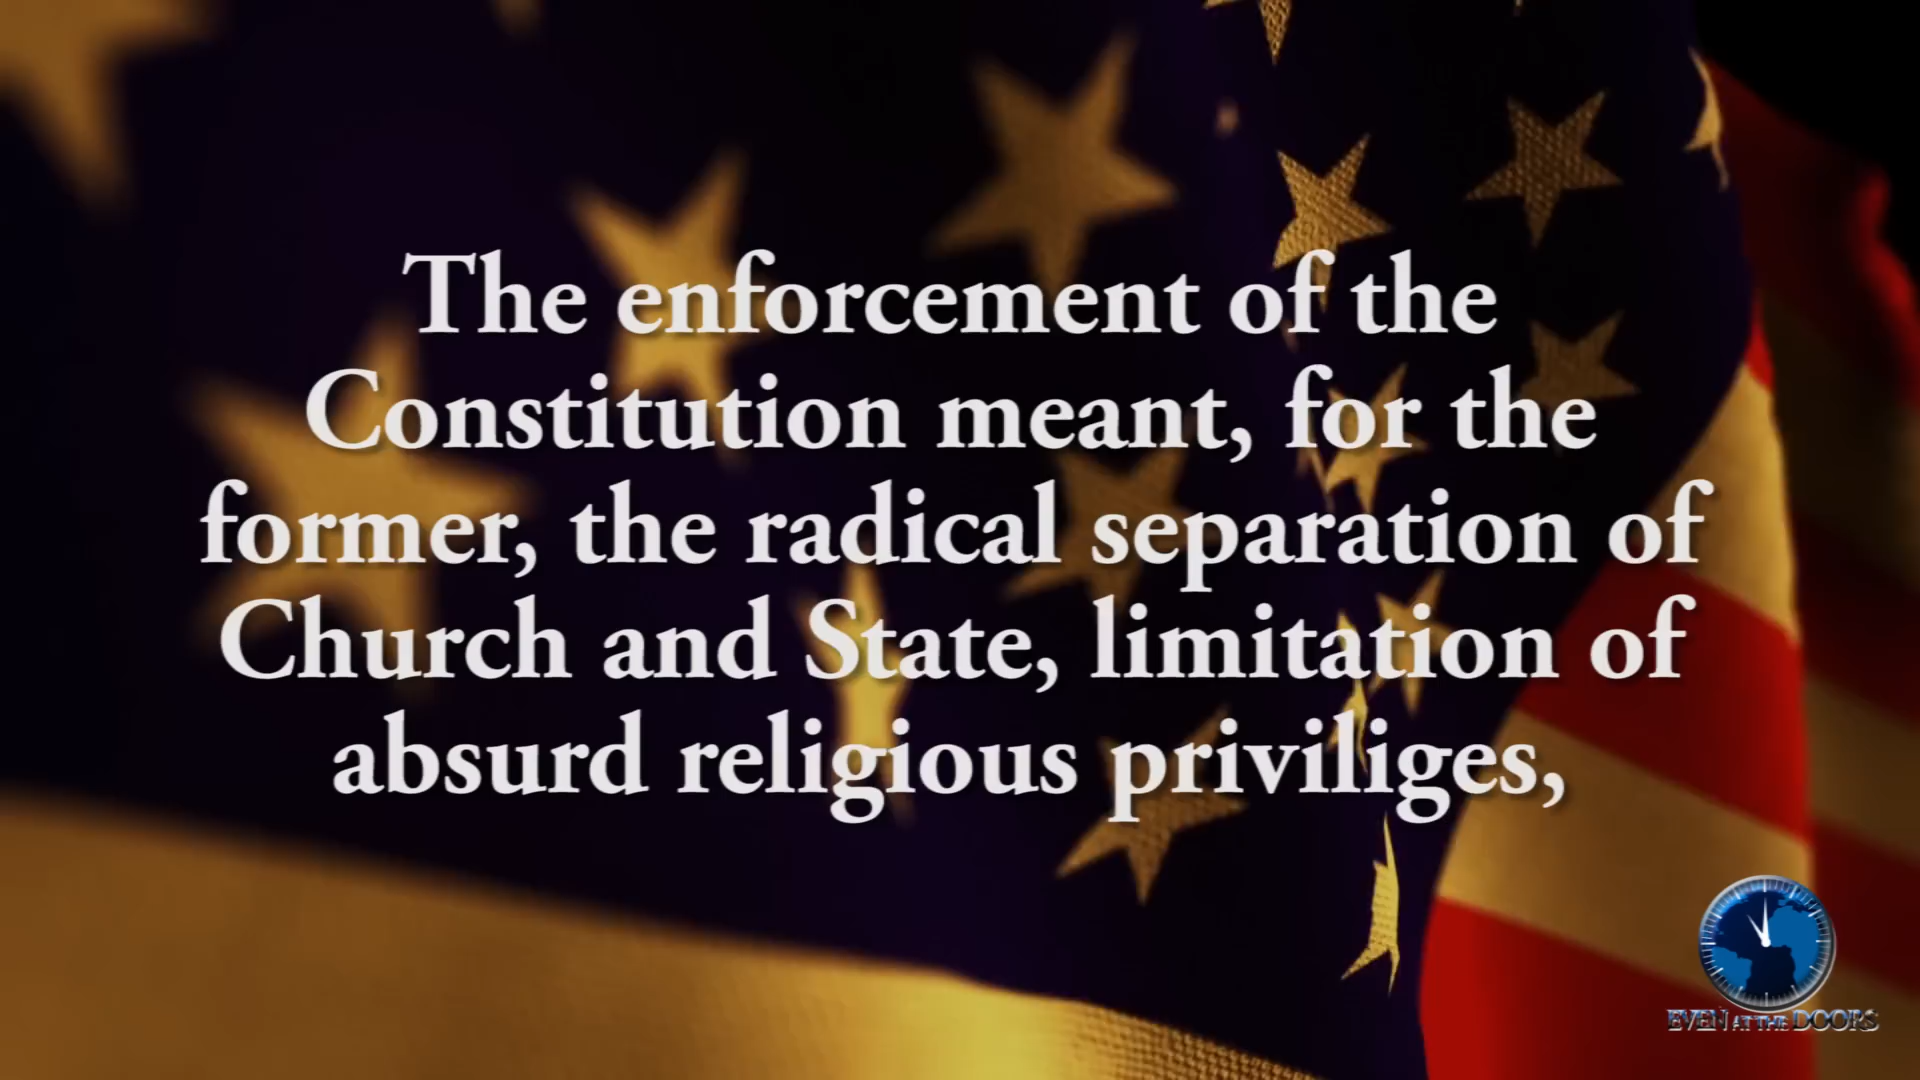 The enforcement of the
Constitution meant, for the
former, the radical separation of
Church and State, limitation of
absurd religious priviliges,
EVEN AT THE DOORS